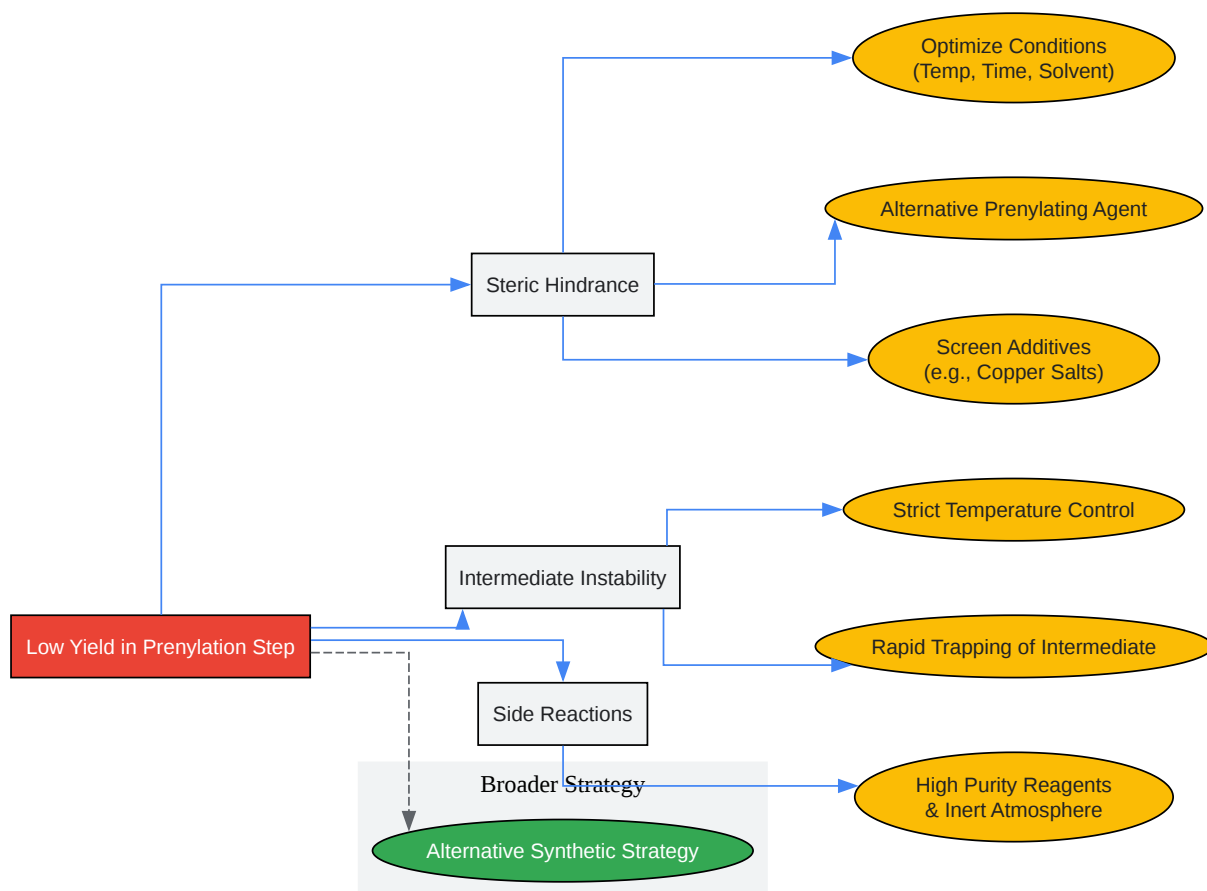 Optimize Conditions
(Temp, Time, Solvent)
Alternative Prenylating Agent
Steric Hindrance
Screen Additives
(e.g., Copper Salts)
Strict Temperature Control
Intermediate Instability
Low Yield in Prenylation Step
Rapid Trapping of Intermediate
Side Reactions
Broader Strategy
High Purity Reagents
& Inert Atmosphere
Alternative Synthetic Strategy